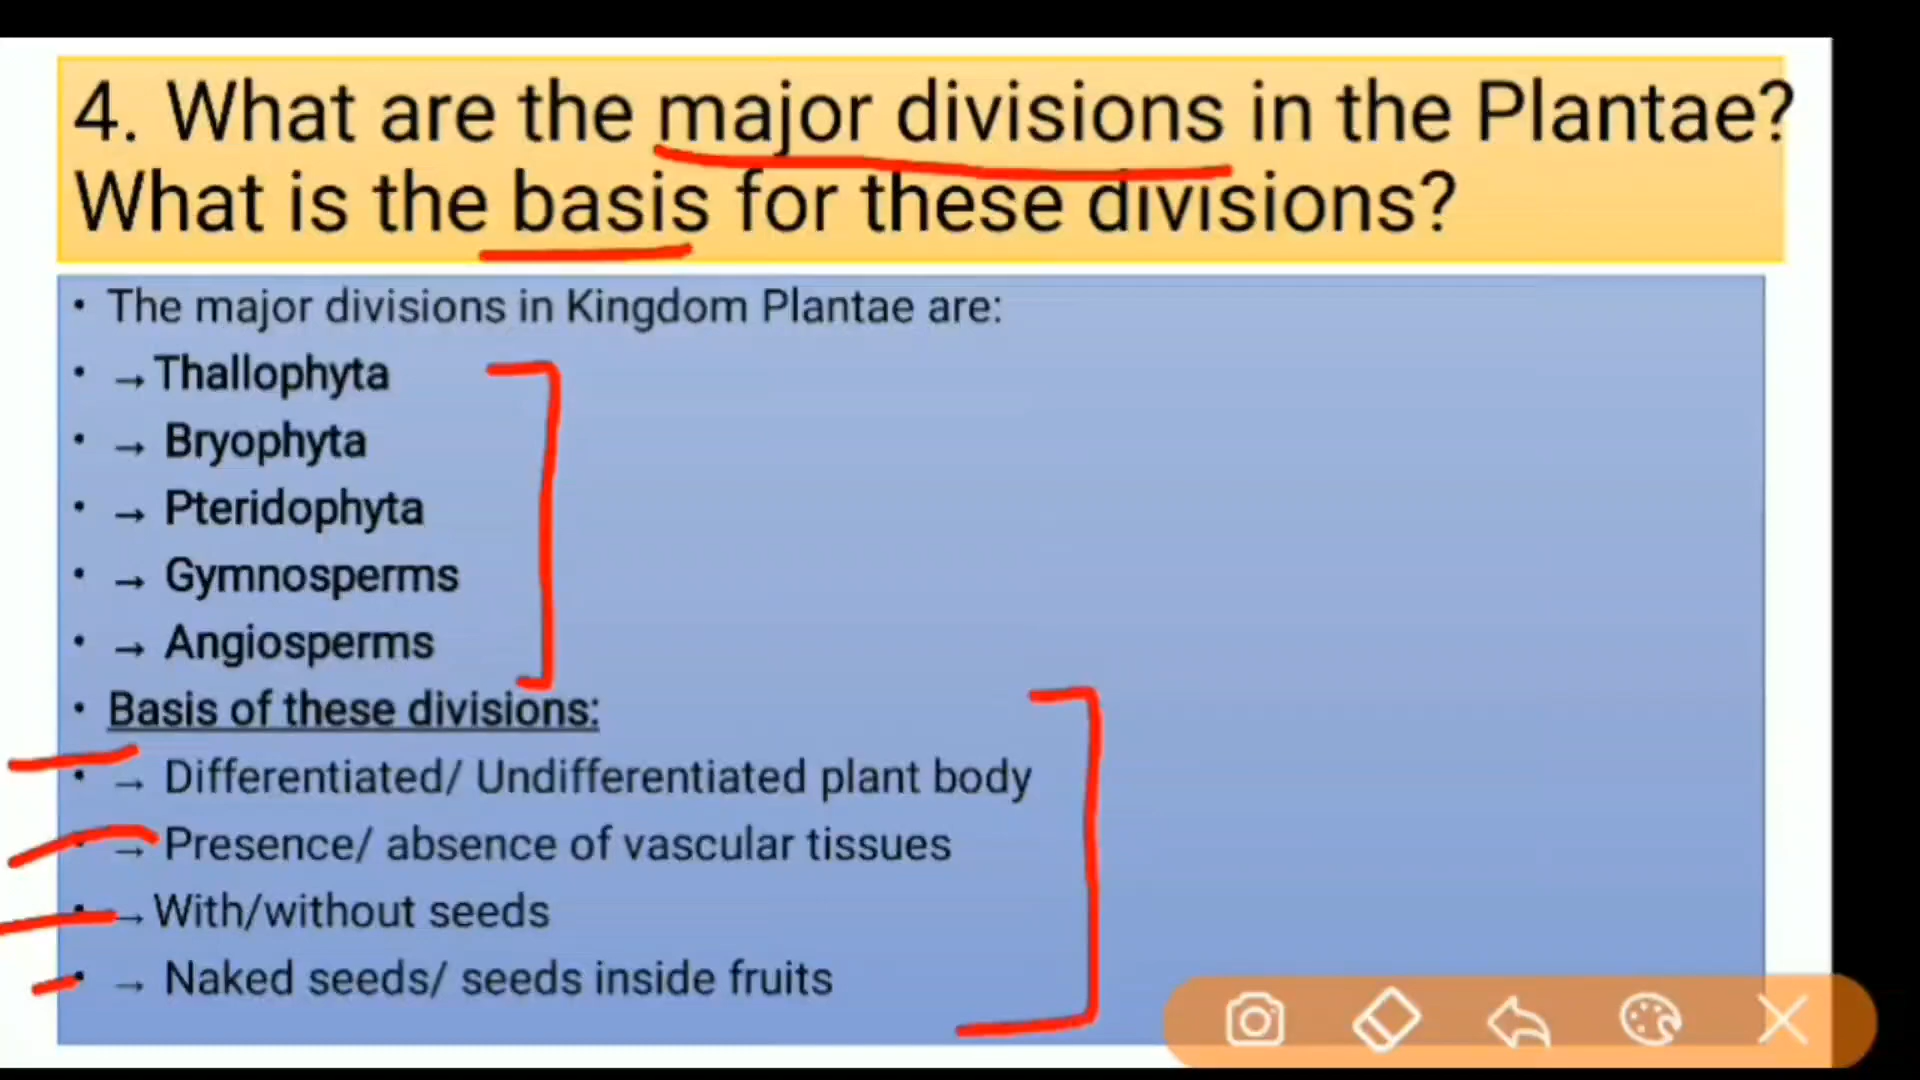 4. What are the major divisions in the Plantae?
What is the basis for these divisions?
• The major divisions in Kingdom Plantae are:
• → Thallophyta
• → Bryophyta
• → Pteridophyta
• → Gymnosperms
• → Angiosperms
• Basis of these divisions:
• → Differentiated/ Undifferentiated plant body
• → Presence/ absence of vascular tissues
• → With/without seeds
• → Naked seeds/ seeds inside fruits